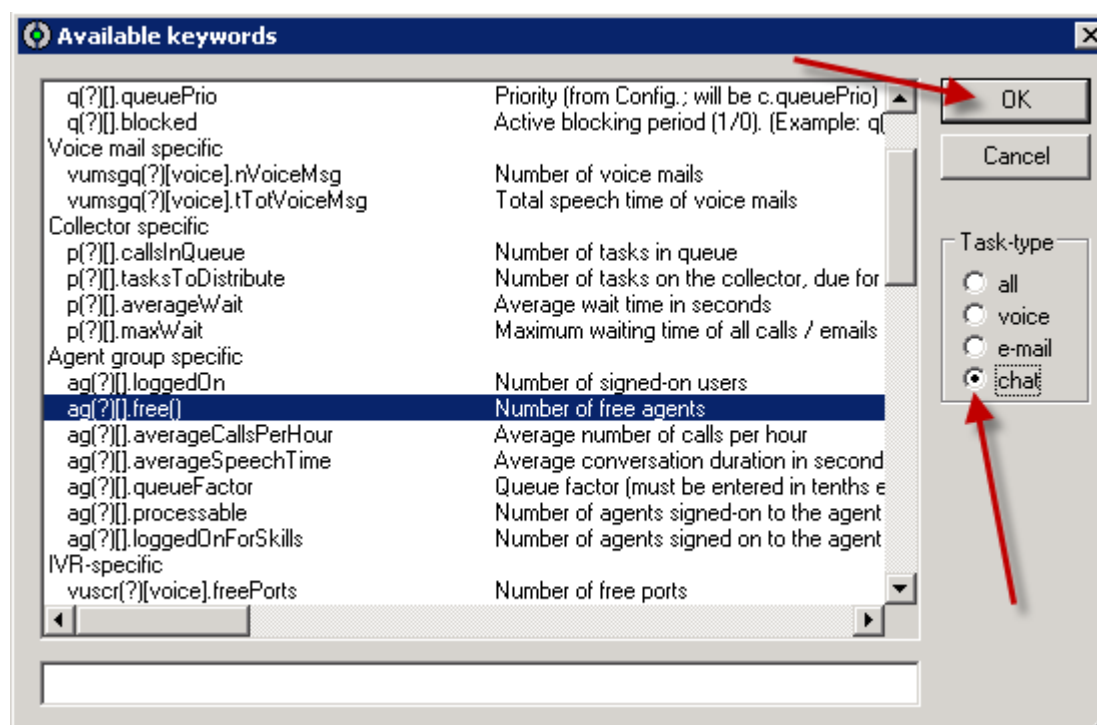 Available keywords
q(?)[].queuePrio Priority (from Config.; will be c.queuePrio)
q(?)[].blocked Active blocking period (1/0). (Example: q(
Voice mail specific
vumsgq(?)[voice].nVoiceMsg Number of voice mails
vumsgq(?)[voice].tTotVoiceMsg Total speech time of voice mails
Collector specific
p(?)[].callsInQueue Number of tasks in queue
p(?)[].tasksToDistribute Number of tasks on the collector, due for
p(?)[].averageWait Average wait time in seconds
p(?)[].maxWait Maximum waiting time of all calls / emails
Agent group specific
ag(?)[].loggedOn Number of signed-on users
ag(?)[].free() Number of free agents
ag(?)[].averageCallsPerHour Average number of calls per hour
ag(?)[].averageSpeechTime Average conversation duration in second
ag(?)[].queueFactor Queue factor (must be entered in tenths e
ag(?)[].processable Number of agents signed-on to the agent
ag(?)[].loggedOnForSkills Number of agents signed on to the agent
IVR-specific
vuscr(?)[voice].freePorts Number of free ports
OK
Cancel
Task-type
all
voice
e-mail
chat